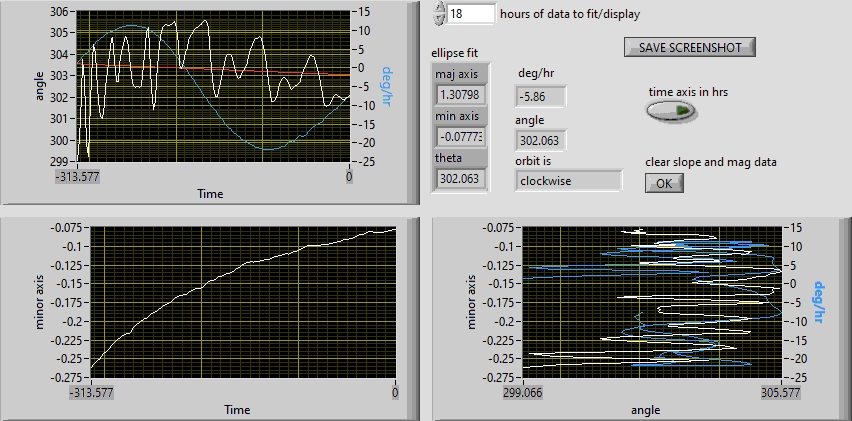 306
305
304
303
302
301
300
299
angle
15
10
5
0
-5
-10
-15
-20
-25
deg/hr
-313.577
0
Time
18
hours of data to fit/display
SAVE SCREENSHOT
ellipse fit
maj axis
1.30798
min axis
-0.0777
theta
302.063
deg/hr
-5.86
angle
302.063
orbit is
clockwise
time axis in hrs
clear slope and mag data
OK
-0.075
-0.1
-0.125
-0.15
-0.175
-0.2
-0.225
-0.25
-0.275
minor axis
-313.577
0
Time
-0.075
-0.1
-0.125
-0.15
-0.175
-0.2
-0.225
-0.25
-0.275
minor axis
15
10
5
0
-5
-10
-15
-20
-25
deg/hr
299.066
305.577
angle